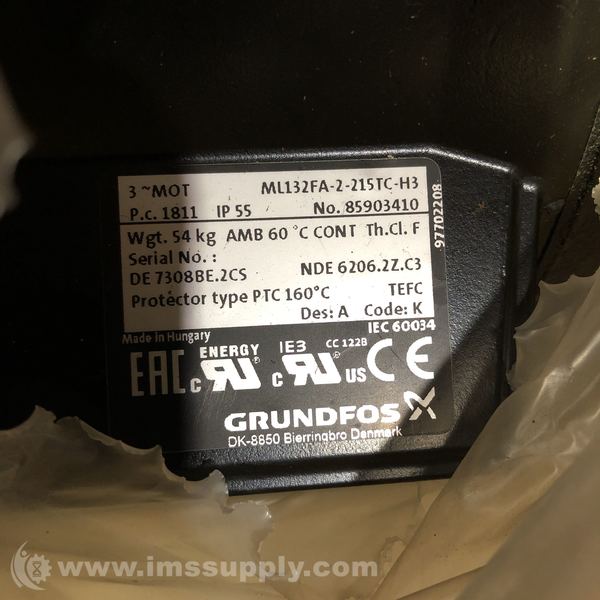 3 ~MOT ML132FA-2-215TC-H3
P.c. 1811 IP 55 No. 85903410
Wgt. 54 kg AMB 60 °C CONT Th.Cl. F
Serial No. :
DE 7308BE.2CS NDE 6206.2Z.C3
Protector type PTC 160°C TEFC
Des: A Code: K
97702208
Made in Hungary IEC 60034
ENERGY IE3 CC 122B
EAC c RU c RU US CE
GRUNDFOS
DK-8850 Bjerringbro Denmark
www.imssupply.com